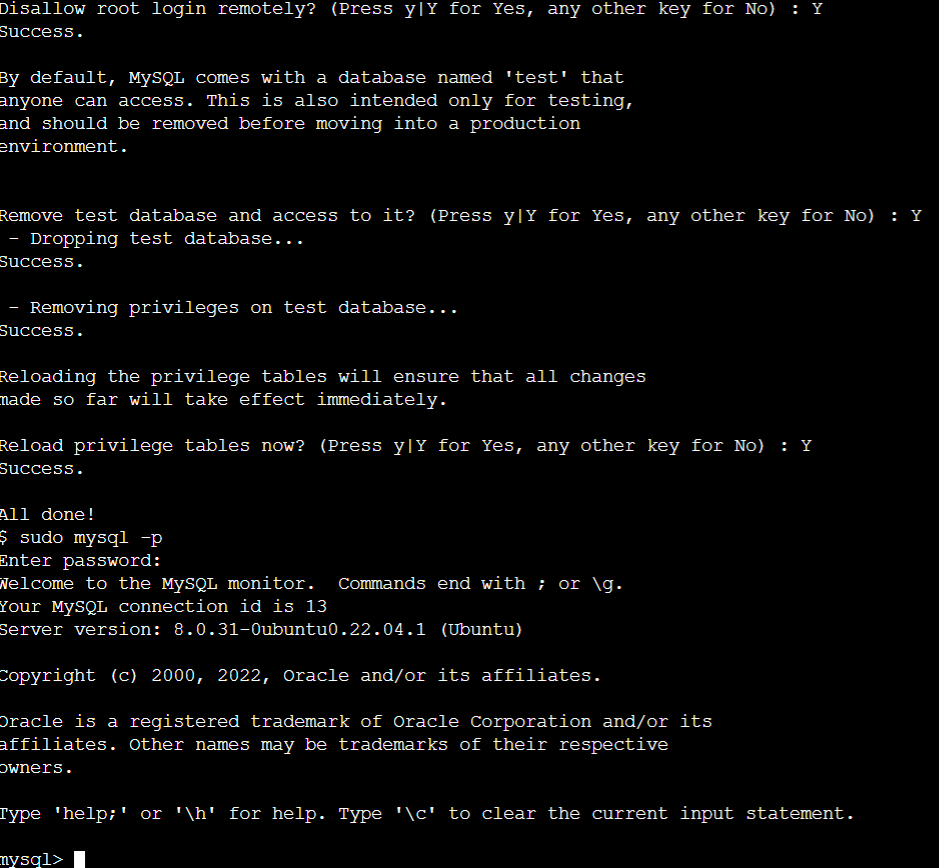 Disallow root login remotely? (Press y|Y for Yes, any other key for No) : Y
Success.
By default, MySQL comes with a database named 'test' that
anyone can access. This is also intended only for testing,
and should be removed before moving into a production
environment.
Remove test database and access to it? (Press y|Y for Yes, any other key for No) : Y
 - Dropping test database...
Success.
 - Removing privileges on test database...
Success.
Reloading the privilege tables will ensure that all changes
made so far will take effect immediately.
Reload privilege tables now? (Press y|Y for Yes, any other key for No) : Y
Success.
All done!
$ sudo mysql -p
Enter password:
Welcome to the MySQL monitor.  Commands end with ; or \g.
Your MySQL connection id is 13
Server version: 8.0.31-0ubuntu0.22.04.1 (Ubuntu)
Copyright (c) 2000, 2022, Oracle and/or its affiliates.
Oracle is a registered trademark of Oracle Corporation and/or its
affiliates. Other names may be trademarks of their respective
owners.
Type 'help;' or '\h' for help. Type '\c' to clear the current input statement.
mysql>